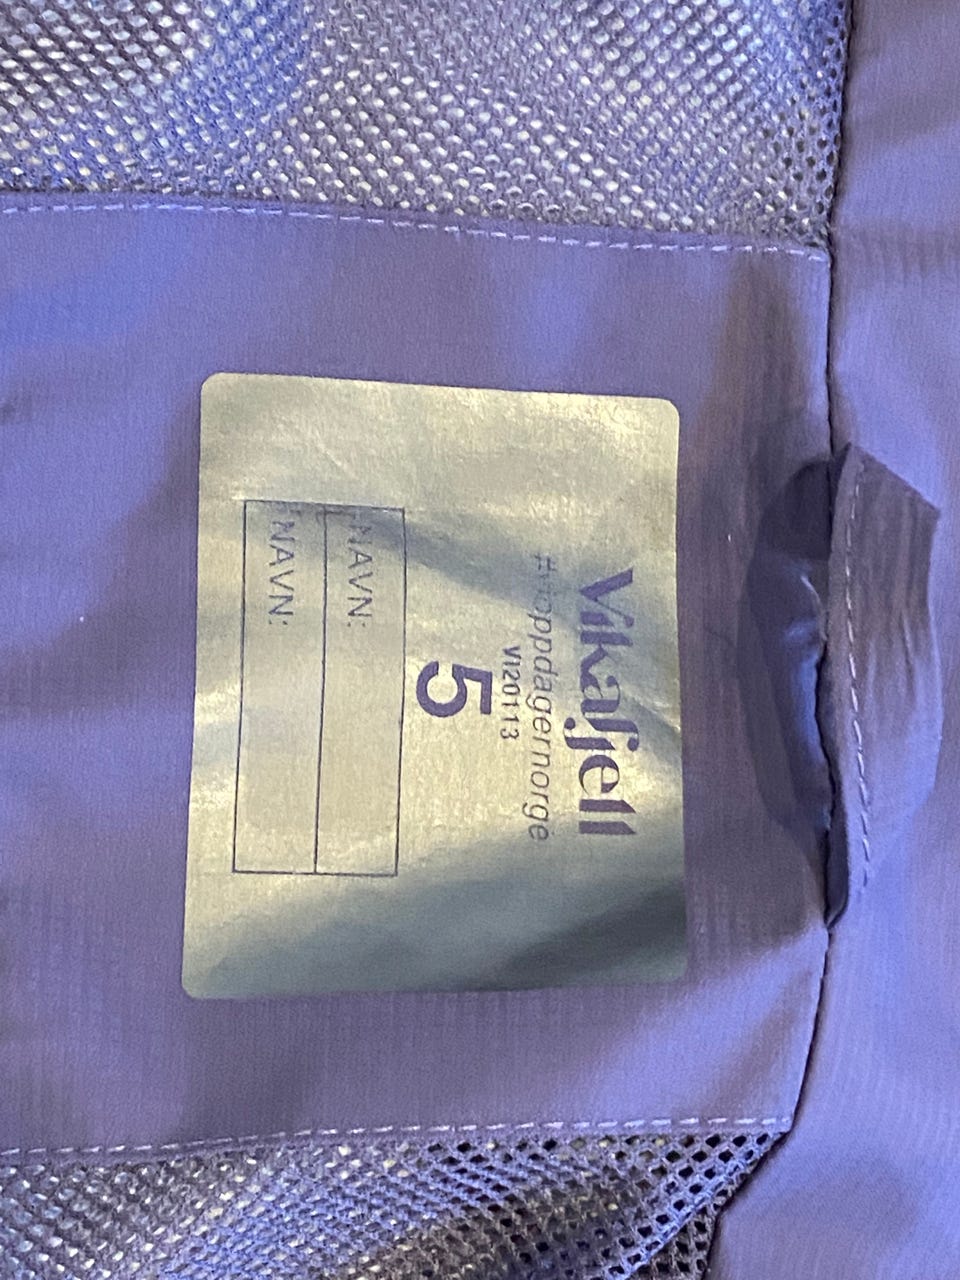 Vikafjell
#vioppdagernorge
VI20113
5
NAVN:
NAVN: